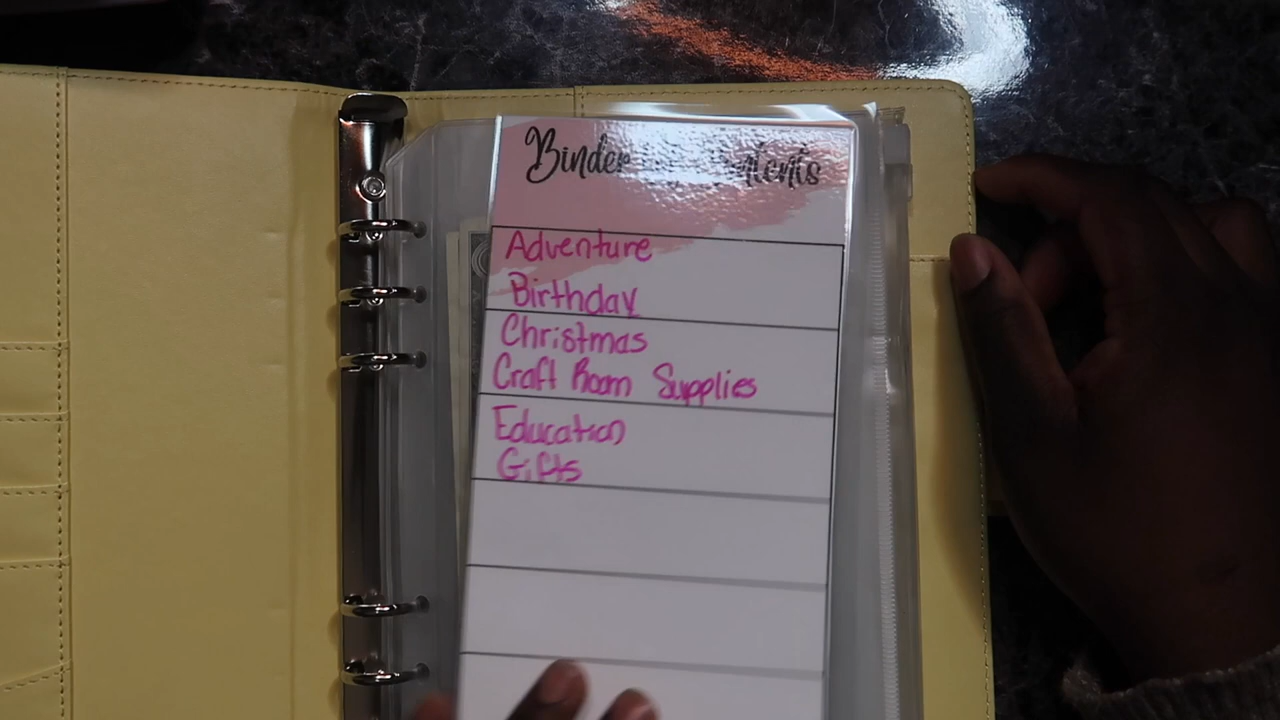 Binder
Adventure
Birthday
Christmas
Craft Room Supplies
Education
Gifts